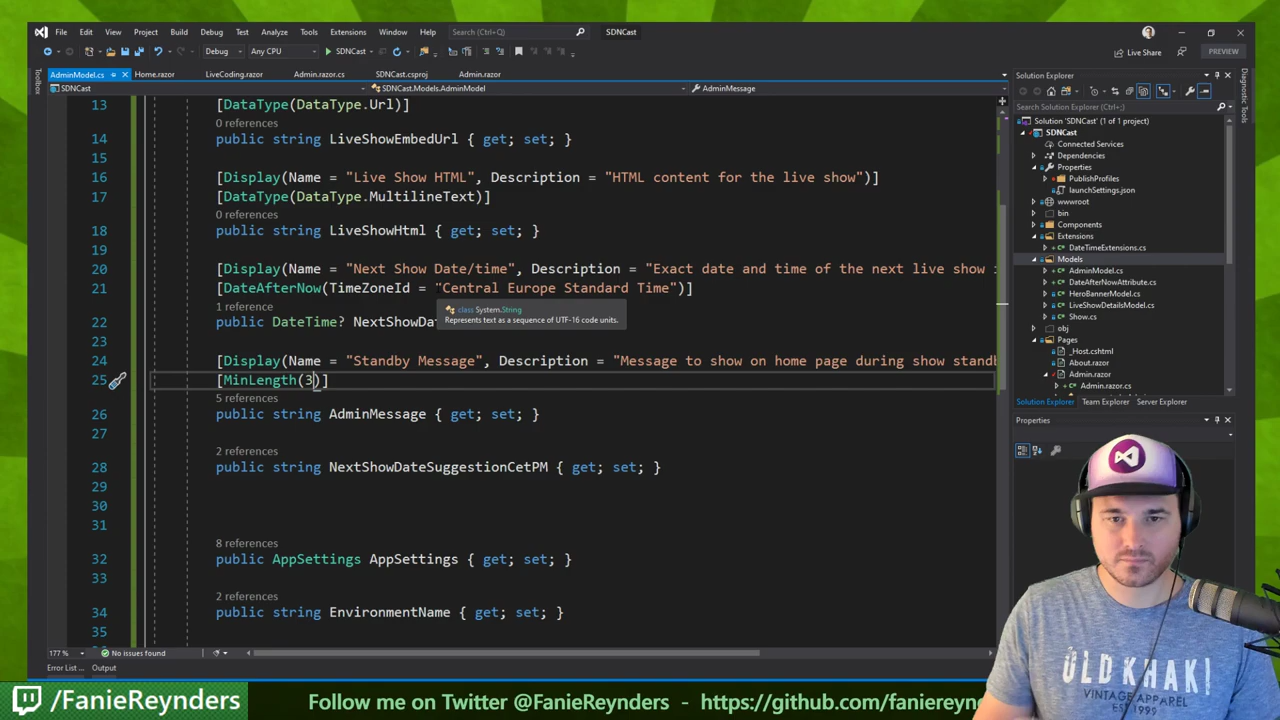 File Edit View Project Build Debug Test Analyze Tools Extensions Window Help Search (Ctrl+Q) SDNCast
Debug Any CPU SDNCast Live Share PREVIEW
AdminModel.cs Home.razor LiveCoding.razor Admin.razor.cs SDNCast.csproj Admin.razor
SDNCast SDNCast.Models.AdminModel AdminMessage
13 [DataType(DataType.Url)]
0 references
14 public string LiveShowEmbedUrl { get; set; }
15
16 [Display(Name = "Live Show HTML", Description = "HTML content for the live show")]
17 [DataType(DataType.MultilineText)]
0 references
18 public string LiveShowHtml { get; set; }
19
20 [Display(Name = "Next Show Date/time", Description = "Exact date and time of the next live show i
21 [DateAfterNow(TimeZoneId = "Central Europe Standard Time")]
1 reference
class System.String
Represents text as a sequence of UTF-16 code units.
22 public DateTime? NextShowDat
23
24 [Display(Name = "Standby Message", Description = "Message to show on home page during show standb
25 [MinLength(3)]
5 references
26 public string AdminMessage { get; set; }
27
2 references
28 public string NextShowDateSuggestionCetPM { get; set; }
29
30
31
8 references
32 public AppSettings AppSettings { get; set; }
33
2 references
34 public string EnvironmentName { get; set; }
35
177 % No issues found
Error List ... Output
Toolbox
Diagnostic Tools
Solution Explorer
Search Solution Explorer (Ctrl+;)
Solution 'SDNCast' (1 of 1 project)
SDNCast
Connected Services
Dependencies
Properties
PublishProfiles
launchSettings.json
wwwroot
bin
Components
Extensions
DateTimeExtensions.cs
Models
AdminModel.cs
DateAfterNowAttribute.cs
HeroBannerModel.cs
LiveShowDetailsModel.cs
Show.cs
obj
Pages
_Host.cshtml
About.razor
Admin.razor
Admin.razor.cs
Solution Explorer Team Explorer Server Explorer
Properties
OLD KHAKI
VINTAGE APPAREL
EST 1999
/FanieReynders Follow me on Twitter @FanieReynders - https://github.com/faniereyn